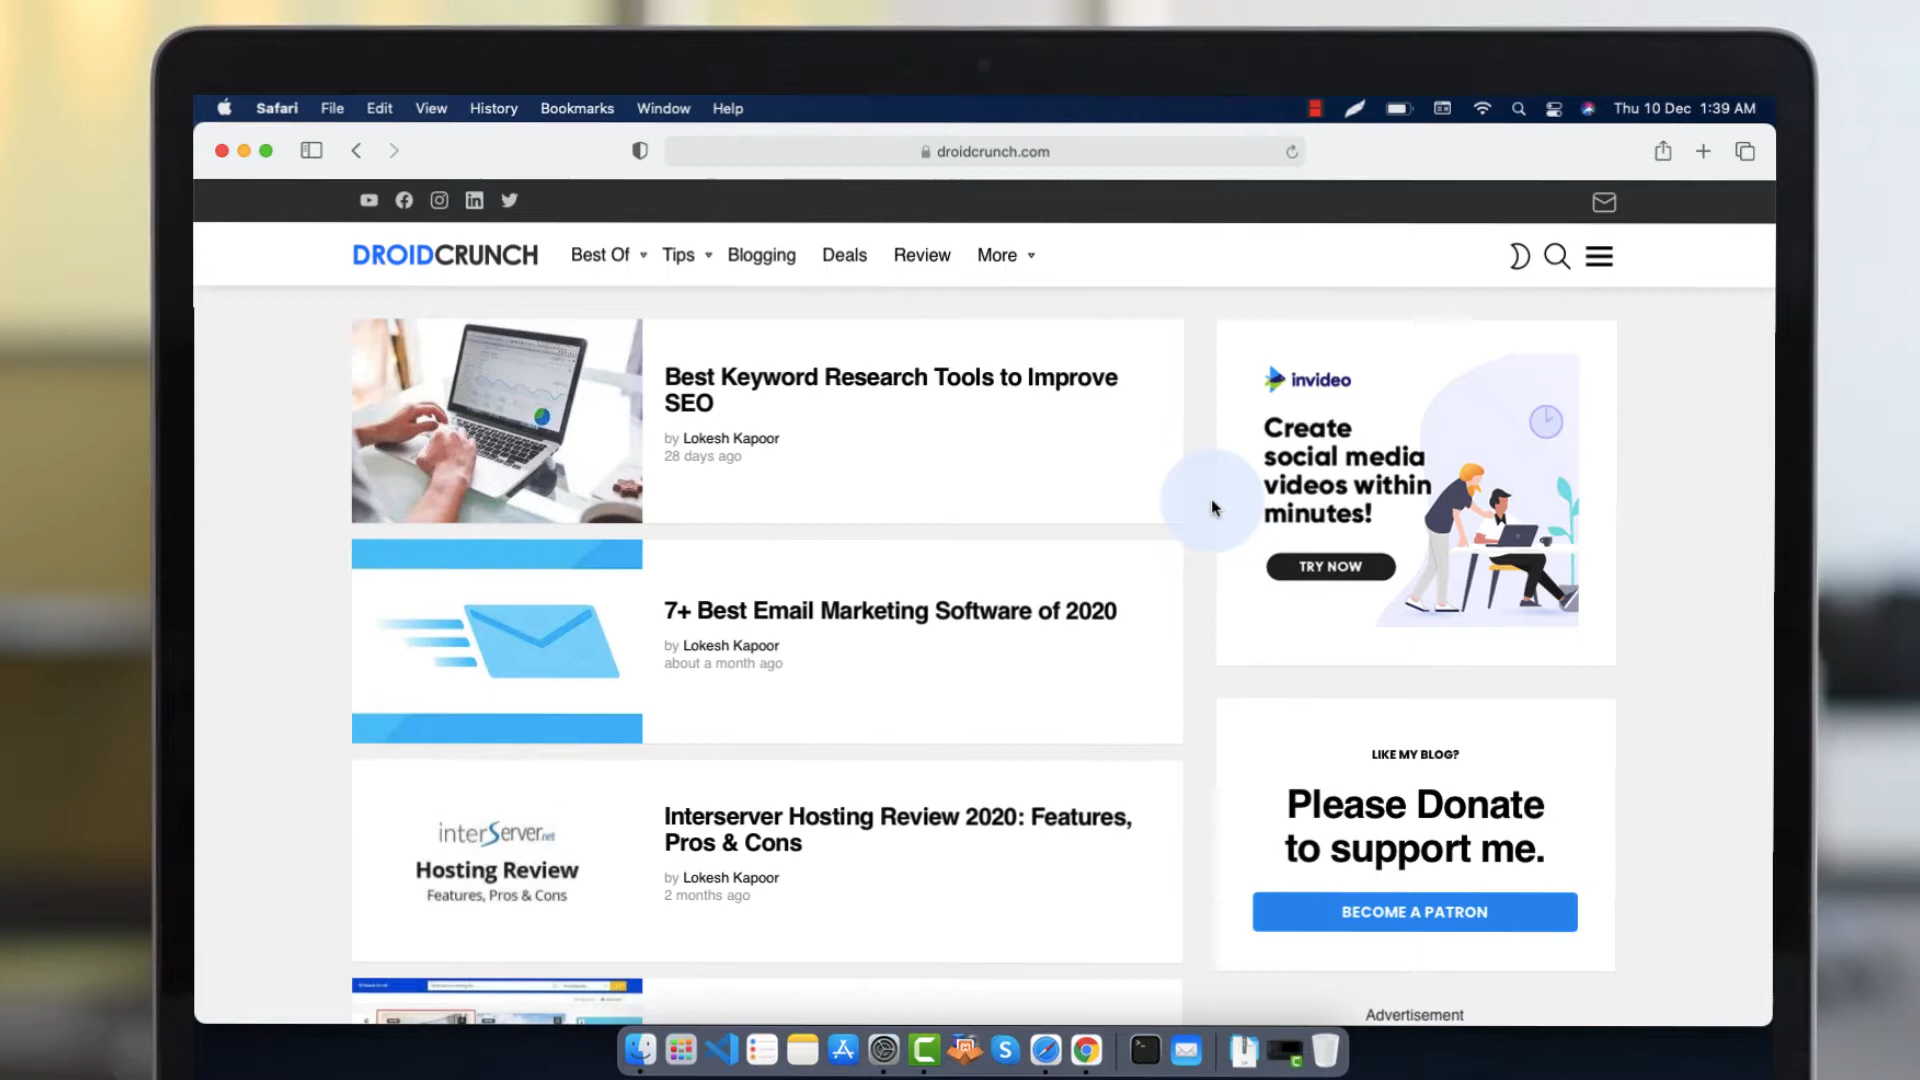 Safari File Edit View History Bookmarks Window Help Thu 10 Dec 1:39 AM
droidcrunch.com
DROIDCRUNCH Best Of Tips Blogging Deals Review More
Best Keyword Research Tools to Improve
SEO
by Lokesh Kapoor
28 days ago
7+ Best Email Marketing Software of 2020
by Lokesh Kapoor
about a month ago
interServer.net
Hosting Review
Features, Pros & Cons
Interserver Hosting Review 2020: Features,
Pros & Cons
by Lokesh Kapoor
2 months ago
invideo
Create
social media
videos within
minutes!
TRY NOW
LIKE MY BLOG?
Please Donate
to support me.
BECOME A PATRON
Advertisement